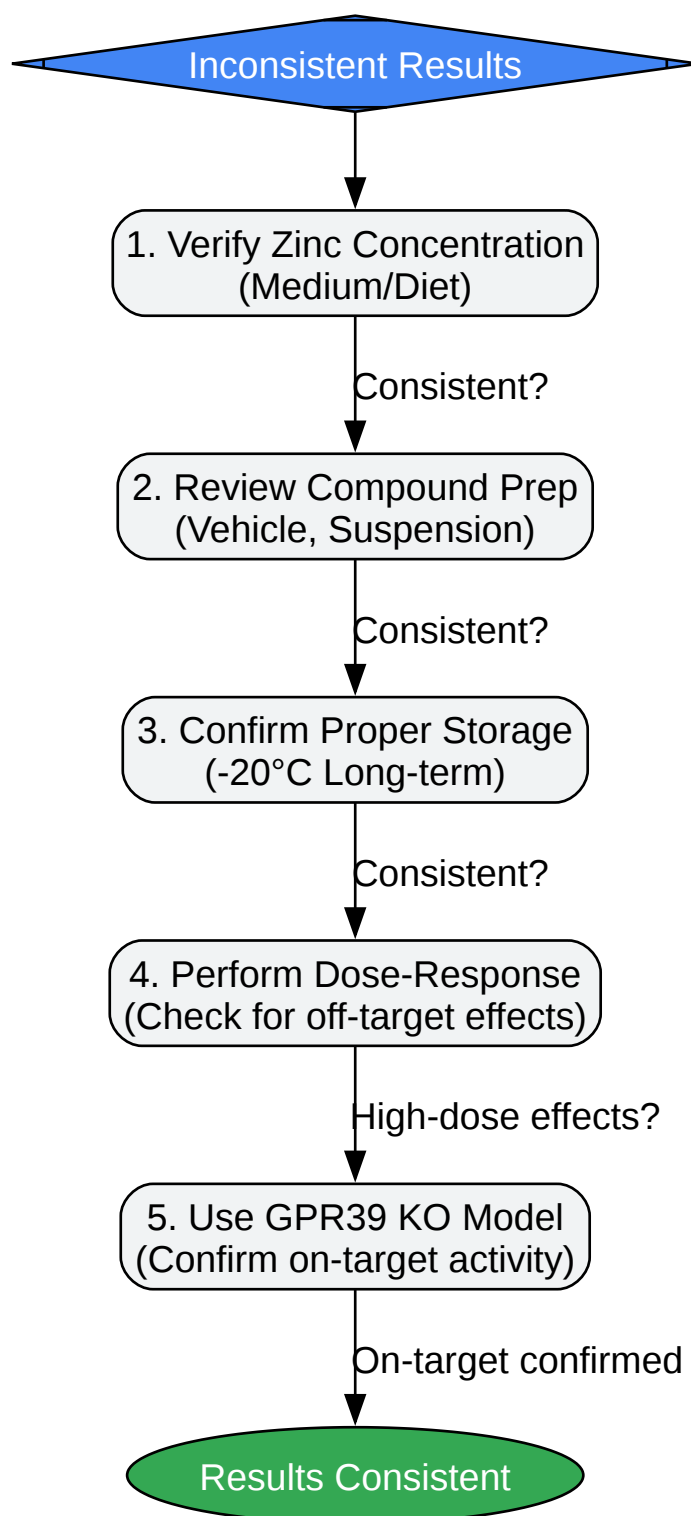 Inconsistent Results
1. Verify Zinc Concentration
(Medium/Diet)
Consistent?
2. Review Compound Prep
(Vehicle, Suspension)
Consistent?
3. Confirm Proper Storage
(-20°C Long-term)
Consistent?
4. Perform Dose-Response
(Check for off-target effects)
High-dose effects?
5. Use GPR39 KO Model
(Confirm on-target activity)
On-target confirmed
Results Consistent